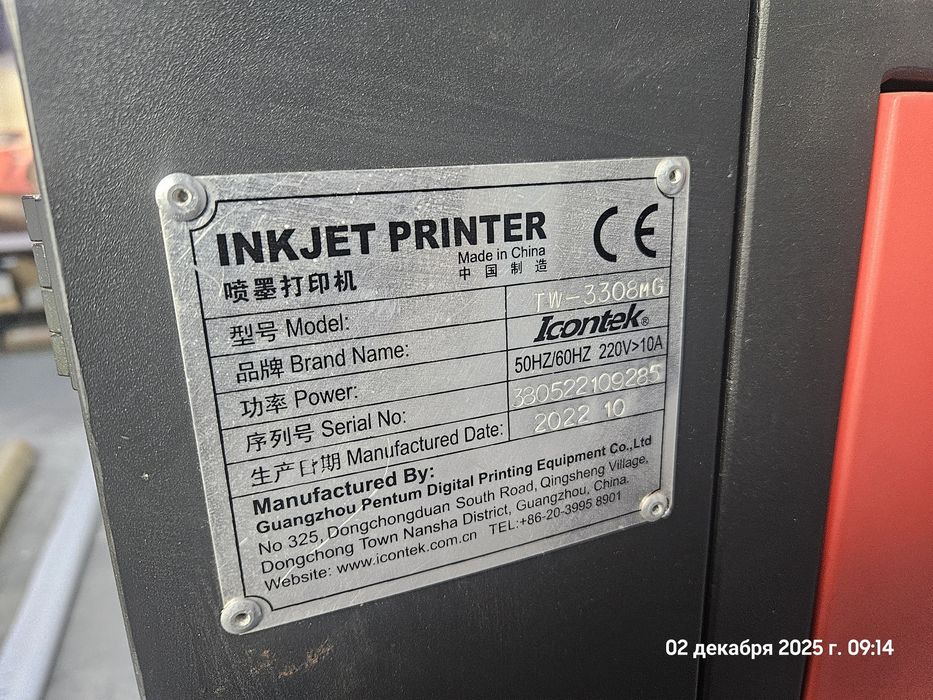 INKJET PRINTER
Made in China
喷墨打印机
中国制造
CE
型号 Model: TW-3308MG
品牌 Brand Name: Icontek®
功率 Power: 50HZ/60HZ 220V>10A
序列号 Serial No: 380522109285
生产日期 Manufactured Date: 2022 10
Manufactured By:
Guangzhou Pentum Digital Printing Equipment Co.,Ltd
No 325, Dongchongduan South Road, Qingsheng Village,
Dongchong Town Nansha District, Guangzhou, China.
Website: www.icontek.com.cn TEL:+86-20-3995 8901
02 декабря 2025 г. 09:14